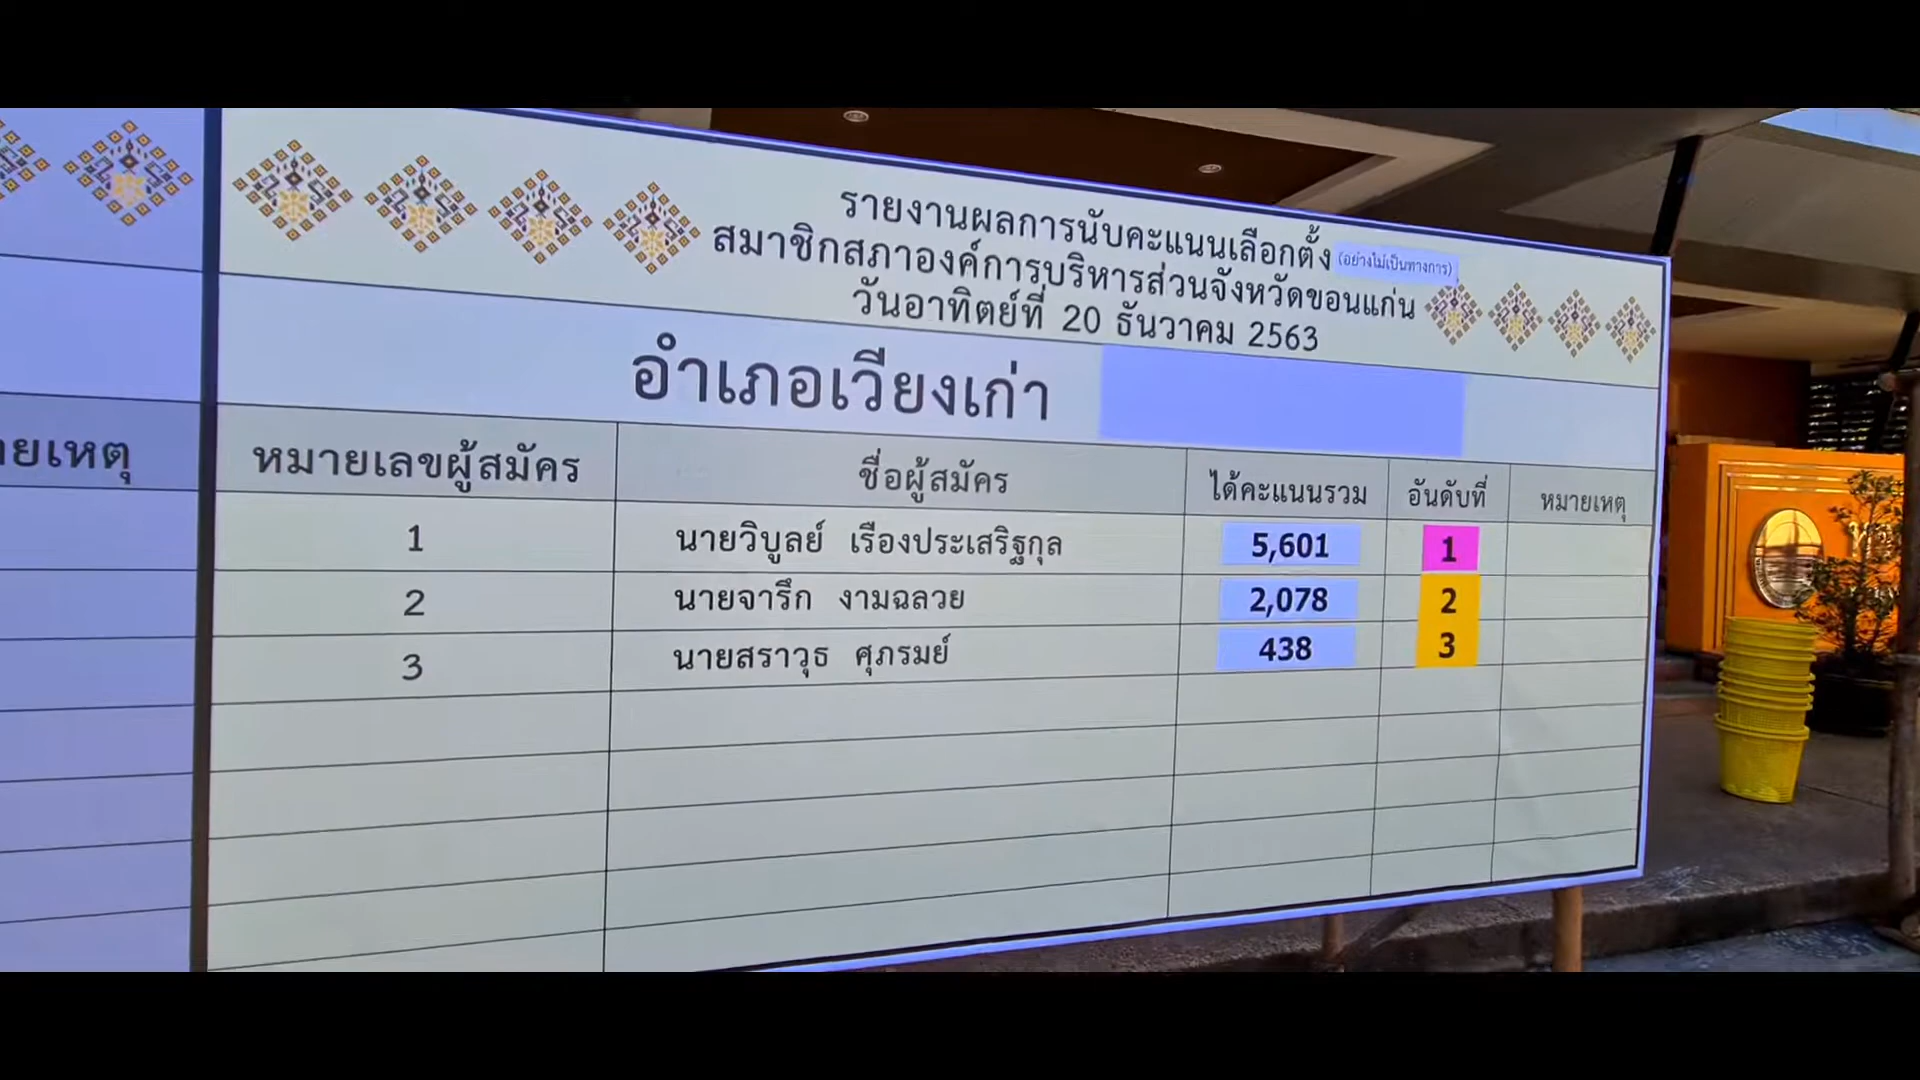 รายงานผลการนับคะแนนเลือกตั้ง (อย่างไม่เป็นทางการ)
สมาชิกสภาองค์การบริหารส่วนจังหวัดขอนแก่น
วันอาทิตย์ที่ 20 ธันวาคม 2563
อำเภอเวียงเก่า
หมายเลขผู้สมัคร ชื่อผู้สมัคร ได้คะแนนรวม อันดับที่ หมายเหตุ
1 นายวิบูลย์ เรืองประเสริฐกุล 5,601 1
2 นายจารึก งามฉลวย 2,078 2
3 นายสราวุธ ศุภรมย์ 438 3